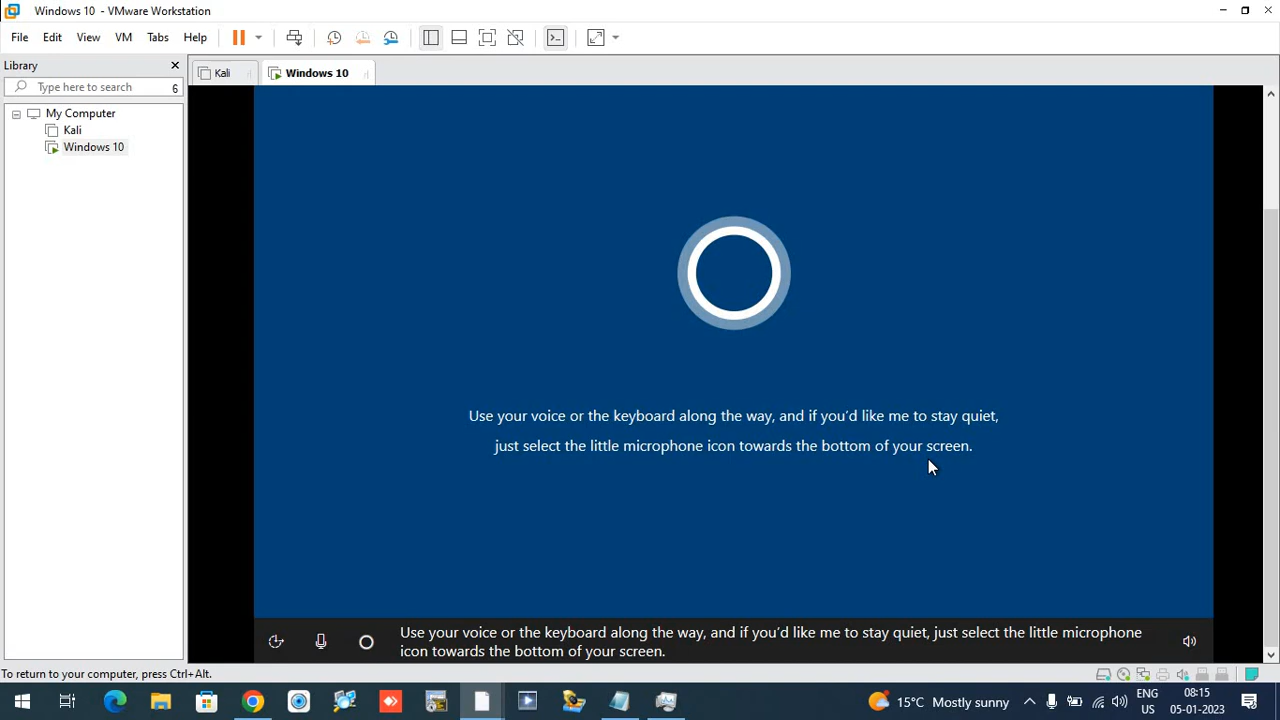 Windows 10 - VMware Workstation
File Edit View VM Tabs Help
Library
Type here to search 6
My Computer
Kali
Windows 10
Kali Windows 10
Use your voice or the keyboard along the way, and if you'd like me to stay quiet,
just select the little microphone icon towards the bottom of your screen.
Use your voice or the keyboard along the way, and if you'd like me to stay quiet, just select the little microphone
icon towards the bottom of your screen.
To return to your computer, press Ctrl+Alt.
15°C Mostly sunny
ENG
US
08:15
05-01-2023